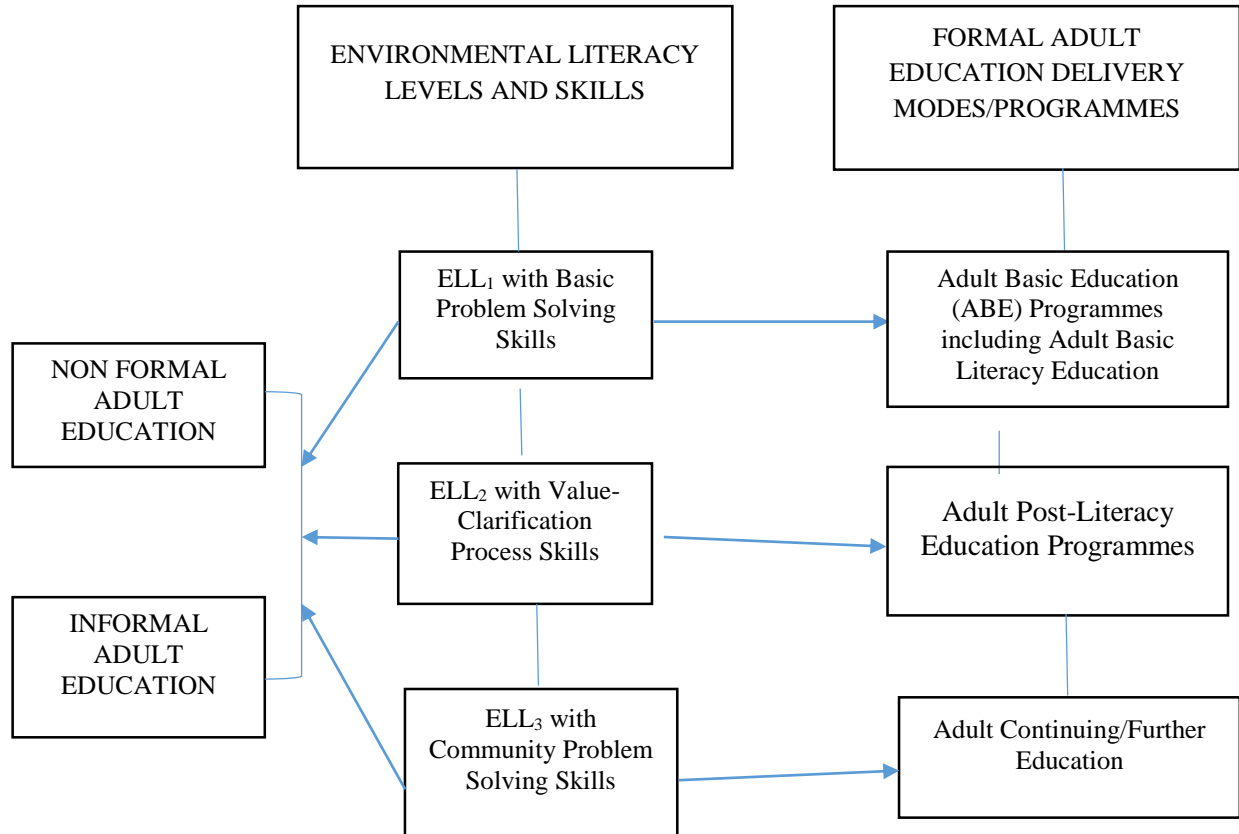 ENVIRONMENTAL LITERACY
LEVELS AND SKILLS
FORMAL ADULT
EDUCATION DELIVERY
MODES/PROGRAMMES
ELL₁ with Basic
Problem Solving
Skills
Adult Basic Education
(ABE) Programmes
including Adult Basic
Literacy Education
NON FORMAL
ADULT
EDUCATION
ELL₂ with Value-
Clarification
Process Skills
Adult Post-Literacy
Education Programmes
INFORMAL
ADULT
EDUCATION
ELL₃ with
Community Problem
Solving Skills
Adult Continuing/Further
Education